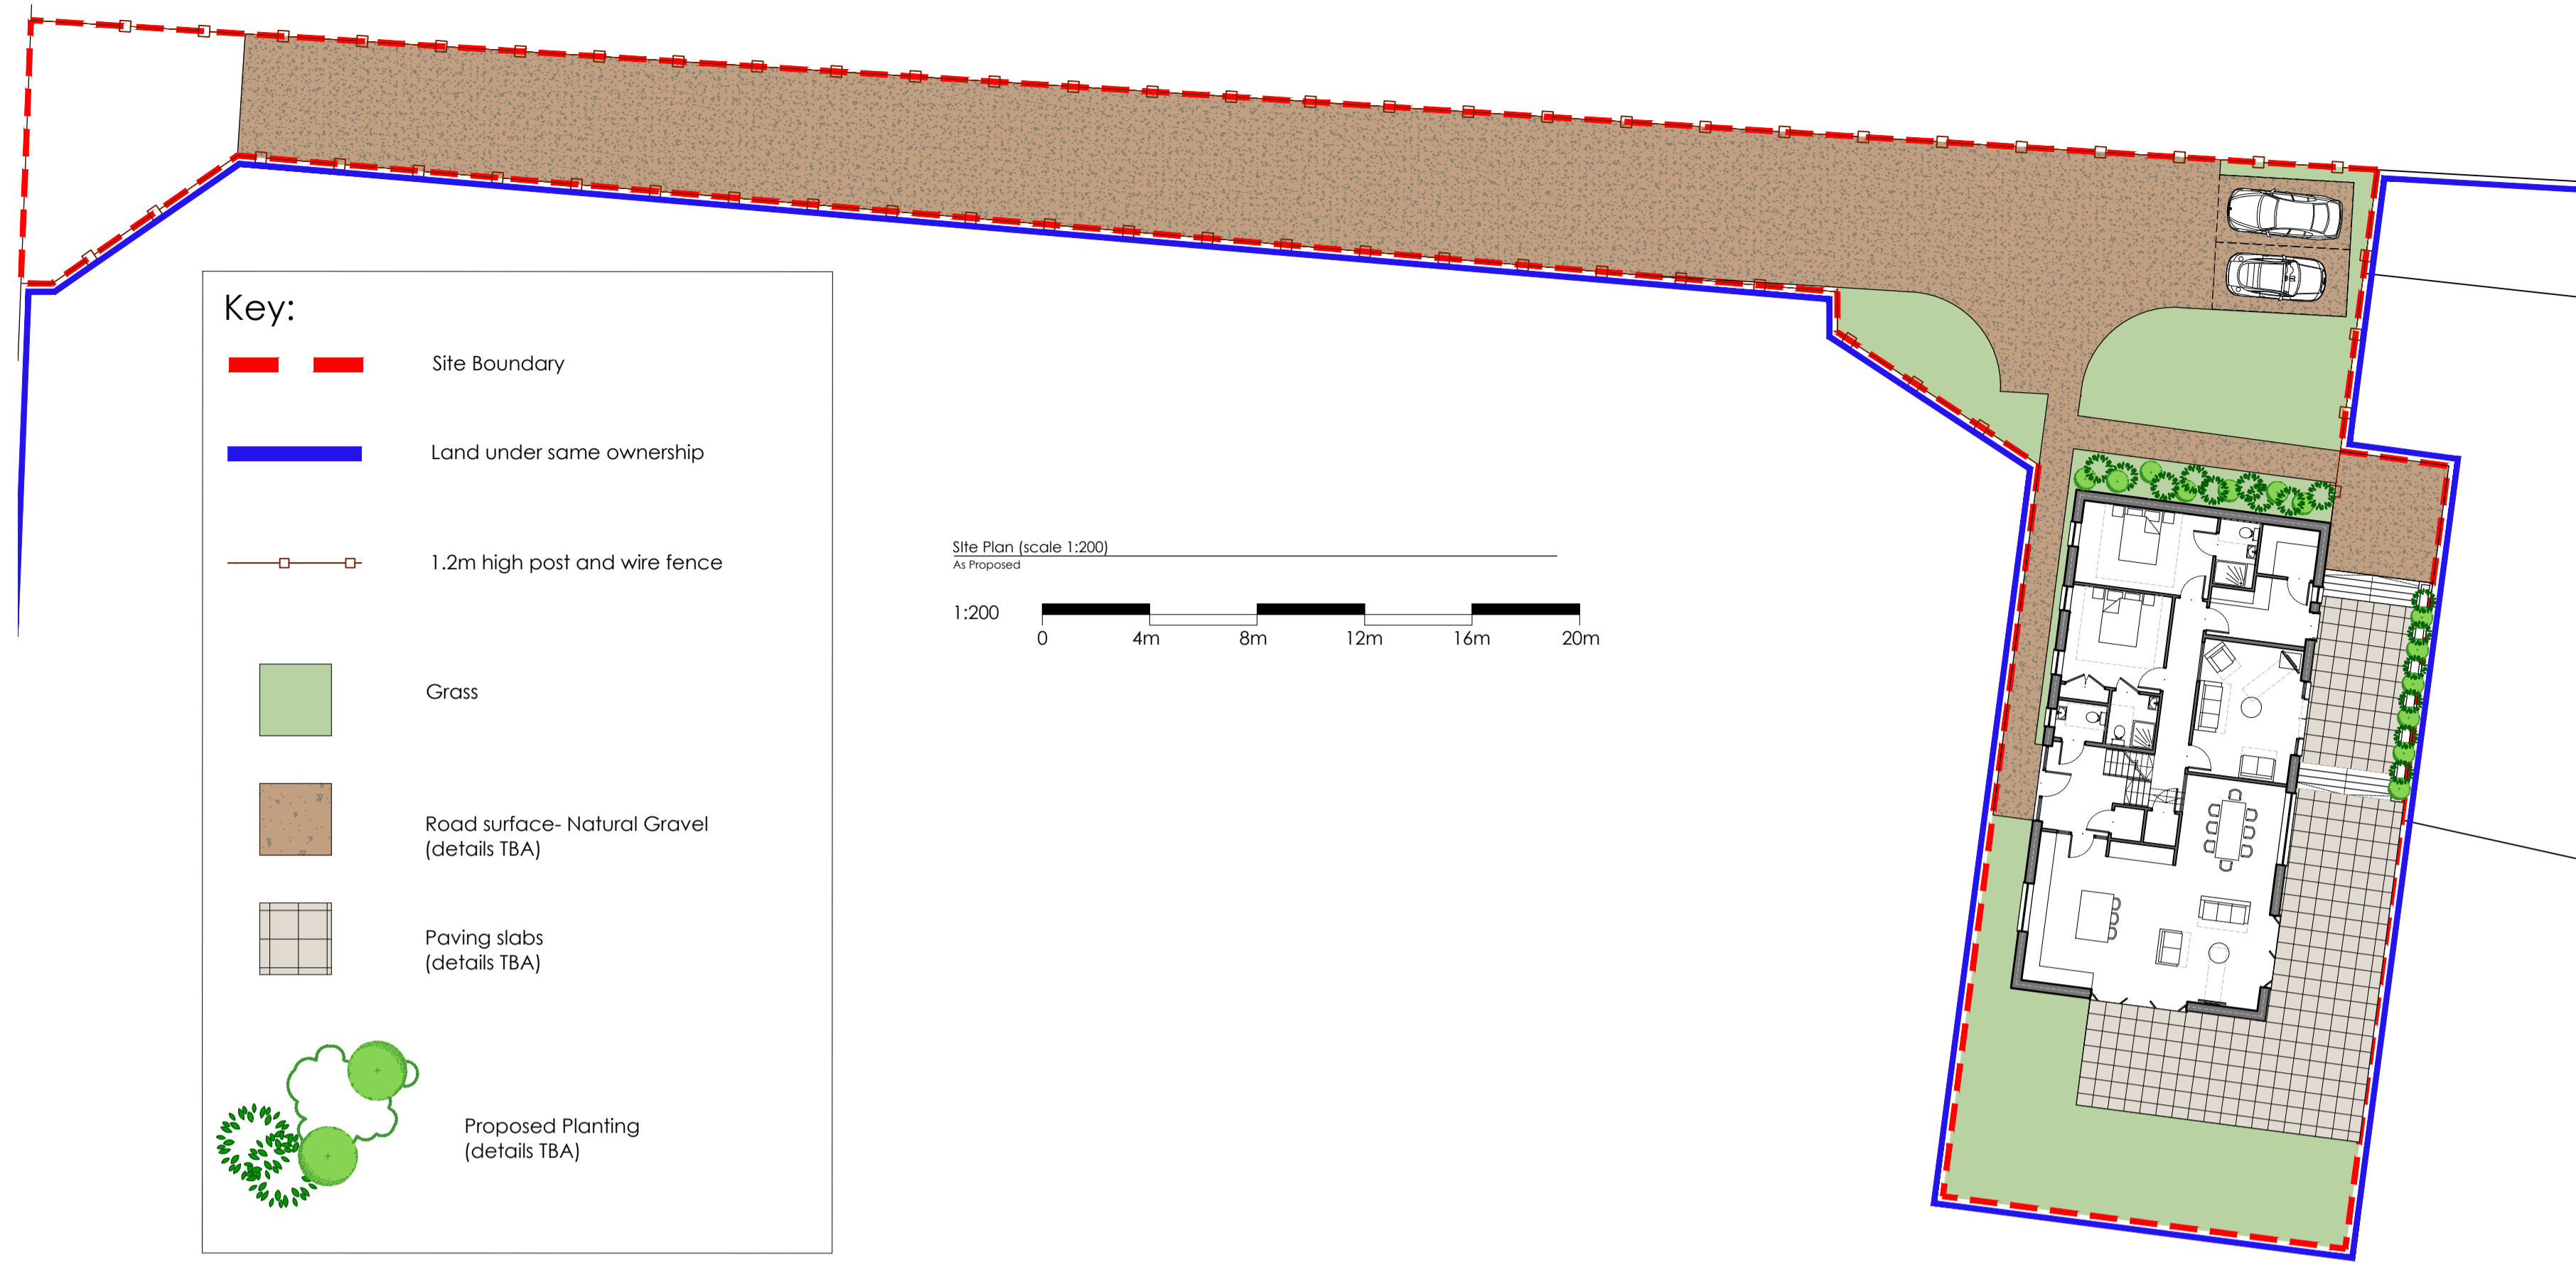 Key:
Site Boundary
Land under same ownership
1.2m high post and wire fence
Grass
Road surface- Natural Gravel
(details TBA)
Paving slabs
(details TBA)
Proposed Planting
(details TBA)
SIte Plan (scale 1:200)
As Proposed
1:200
0 4m 8m 12m 16m 20m